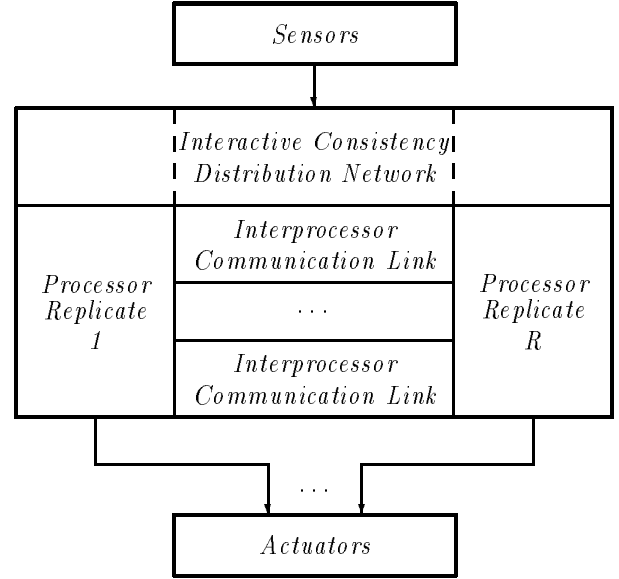 Sensors
Interactive Consistency
Distribution Network
Interprocessor
Communication Link
Processor
Replicate
1
. . .
Processor
Replicate
R
Interprocessor
Communication Link
. . .
Actuators